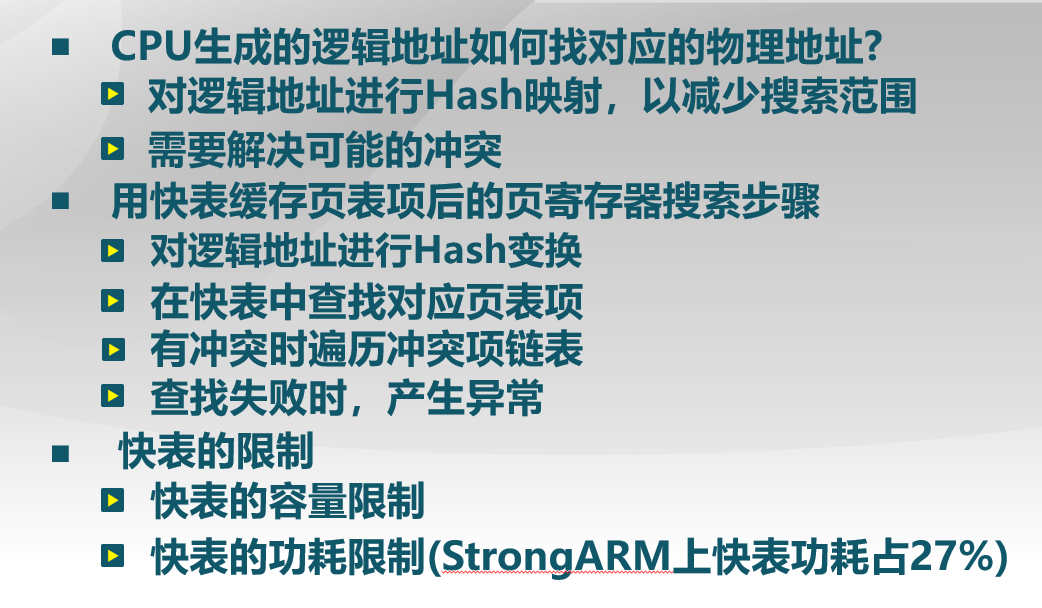 CPU生成的逻辑地址如何找对应的物理地址?
对逻辑地址进行Hash映射，以减少搜索范围
需要解决可能的冲突
用快表缓存页表项后的页寄存器搜索步骤
对逻辑地址进行Hash变换
在快表中查找对应页表项
有冲突时遍历冲突项链表
查找失败时，产生异常
快表的限制
快表的容量限制
快表的功耗限制(StrongARM上快表功耗占27%)